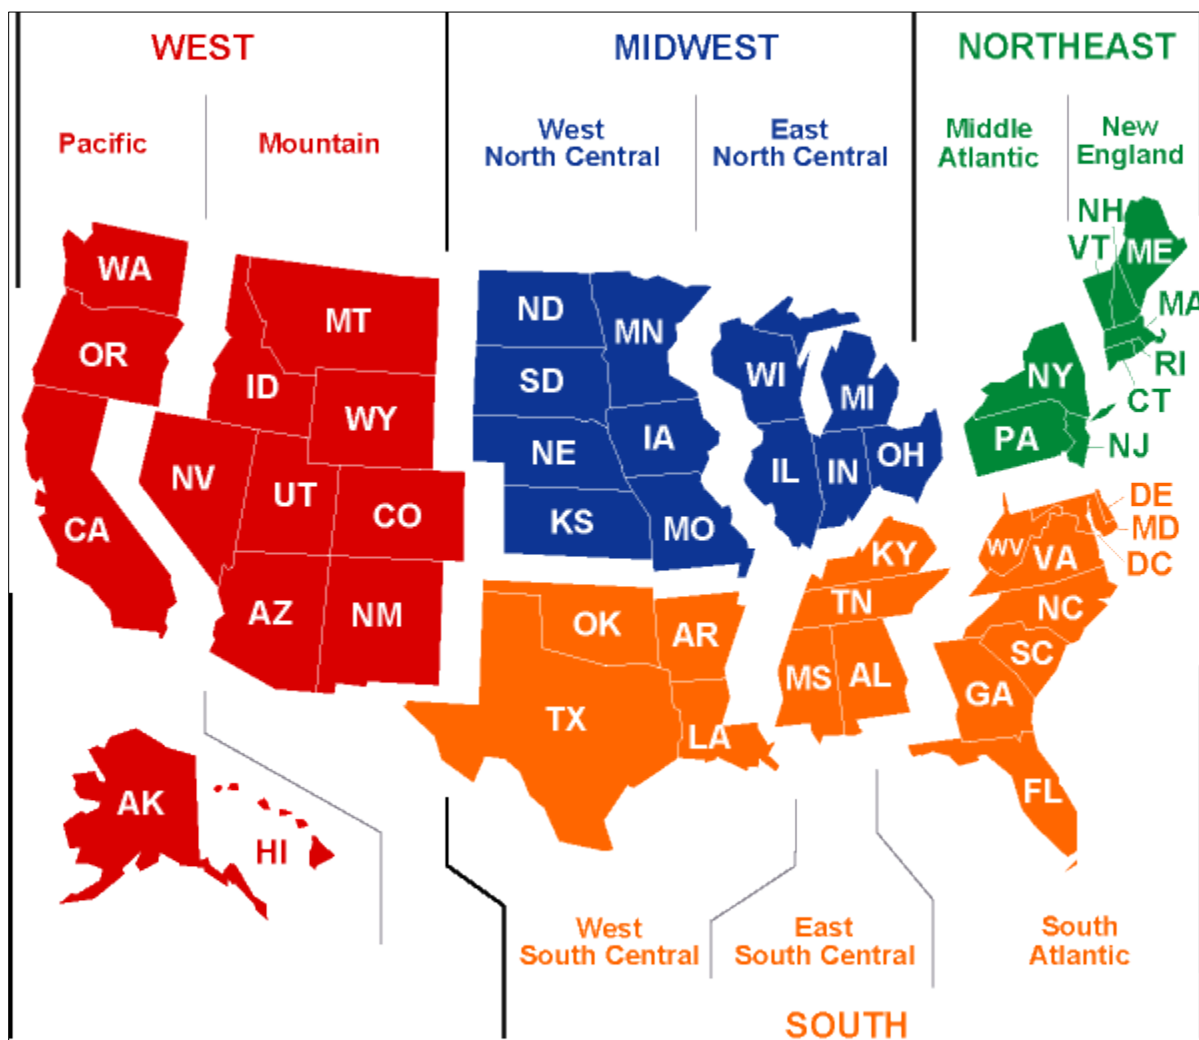 WEST
MIDWEST
NORTHEAST
Pacific
Mountain
West
North Central
East
North Central
Middle
Atlantic
New
England
WA
OR
CA
MT
ID
WY
NV
UT
CO
AZ
NM
AK
HI
ND
MN
SD
IA
NE
KS
MO
WI
MI
IL
IN
OH
NH
VT
ME
MA
RI
CT
NY
PA
NJ
OK
AR
TX
LA
KY
TN
MS
AL
DE
MD
DC
WV
VA
NC
SC
GA
FL
West
South Central
East
South Central
South
Atlantic
SOUTH